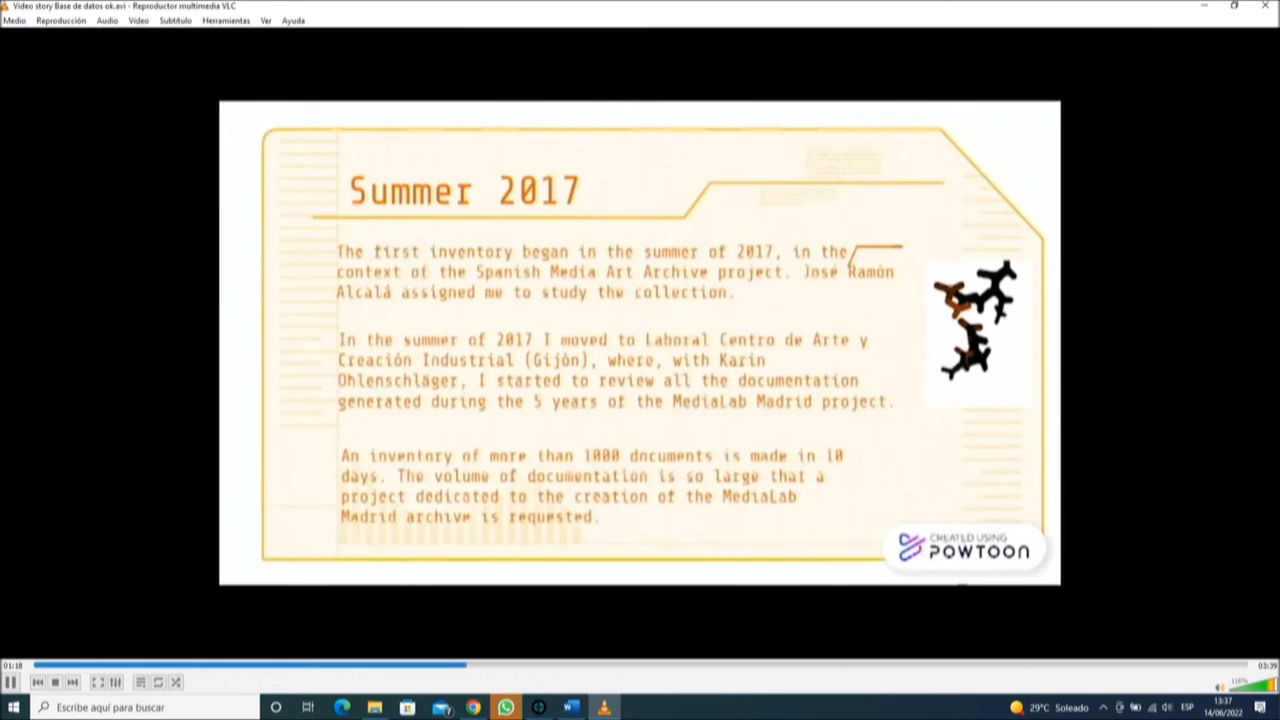 Video story Base de datos ok.avi - Reproductor multimedia VLC
Medio Reproducción Audio Vídeo Subtítulo Herramientas Ver Ayuda
Summer 2017
The first inventory began in the summer of 2017, in the
context of the Spanish Media Art Archive project. José Ramón
Alcalá assigned me to study the collection.
In the summer of 2017 I moved to Laboral Centro de Arte y
Creación Industrial (Gijòn), where, with Karin
Ohlenschläger, I started to review all the documentation
generated during the 5 years of the MediaLab Madrid project.
An inventory of more than 1000 documents is made in 10
days. The volume of documentation is so large that a
project dedicated to the creation of the MediaLab
Madrid archive is requested.
CREATED USING
POWTOON
01:18 03:39
116%
Escribe aquí para buscar
29°C Soleado
ESP
13:37
14/06/2022